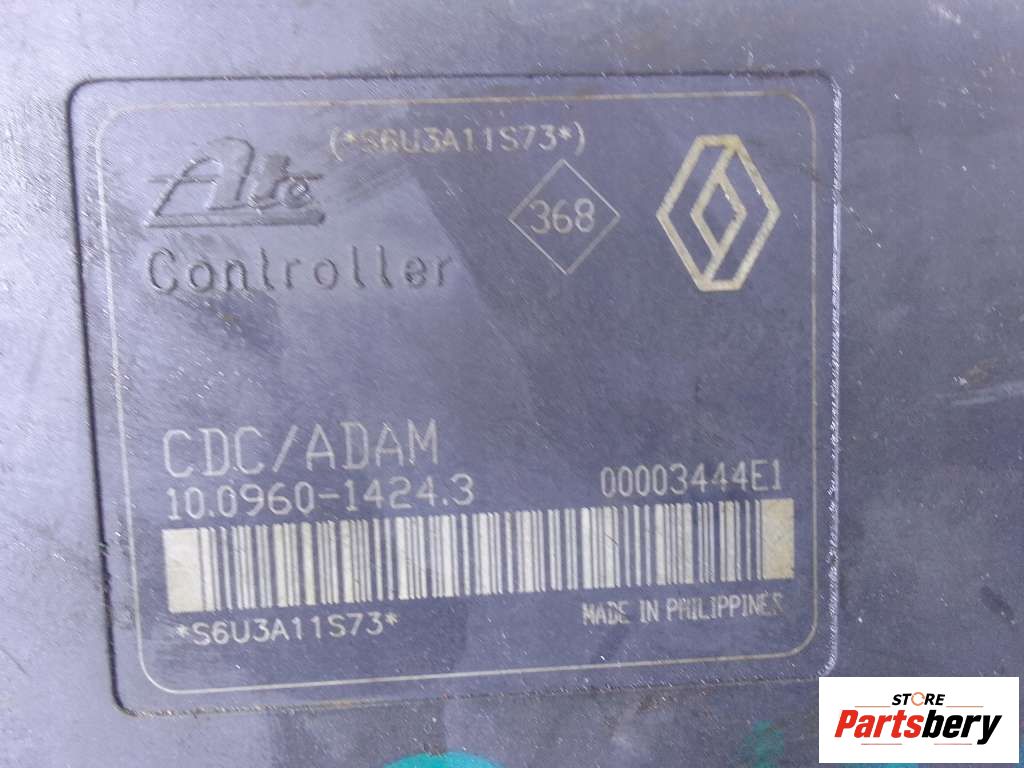 (*S6U3A11S73*)
Ate
368
Controller
CDC/ADAM
10.0960-1424.3
00003444E1
*S6U3A11S73*
MADE IN PHILIPPINES
STORE
Partsbery